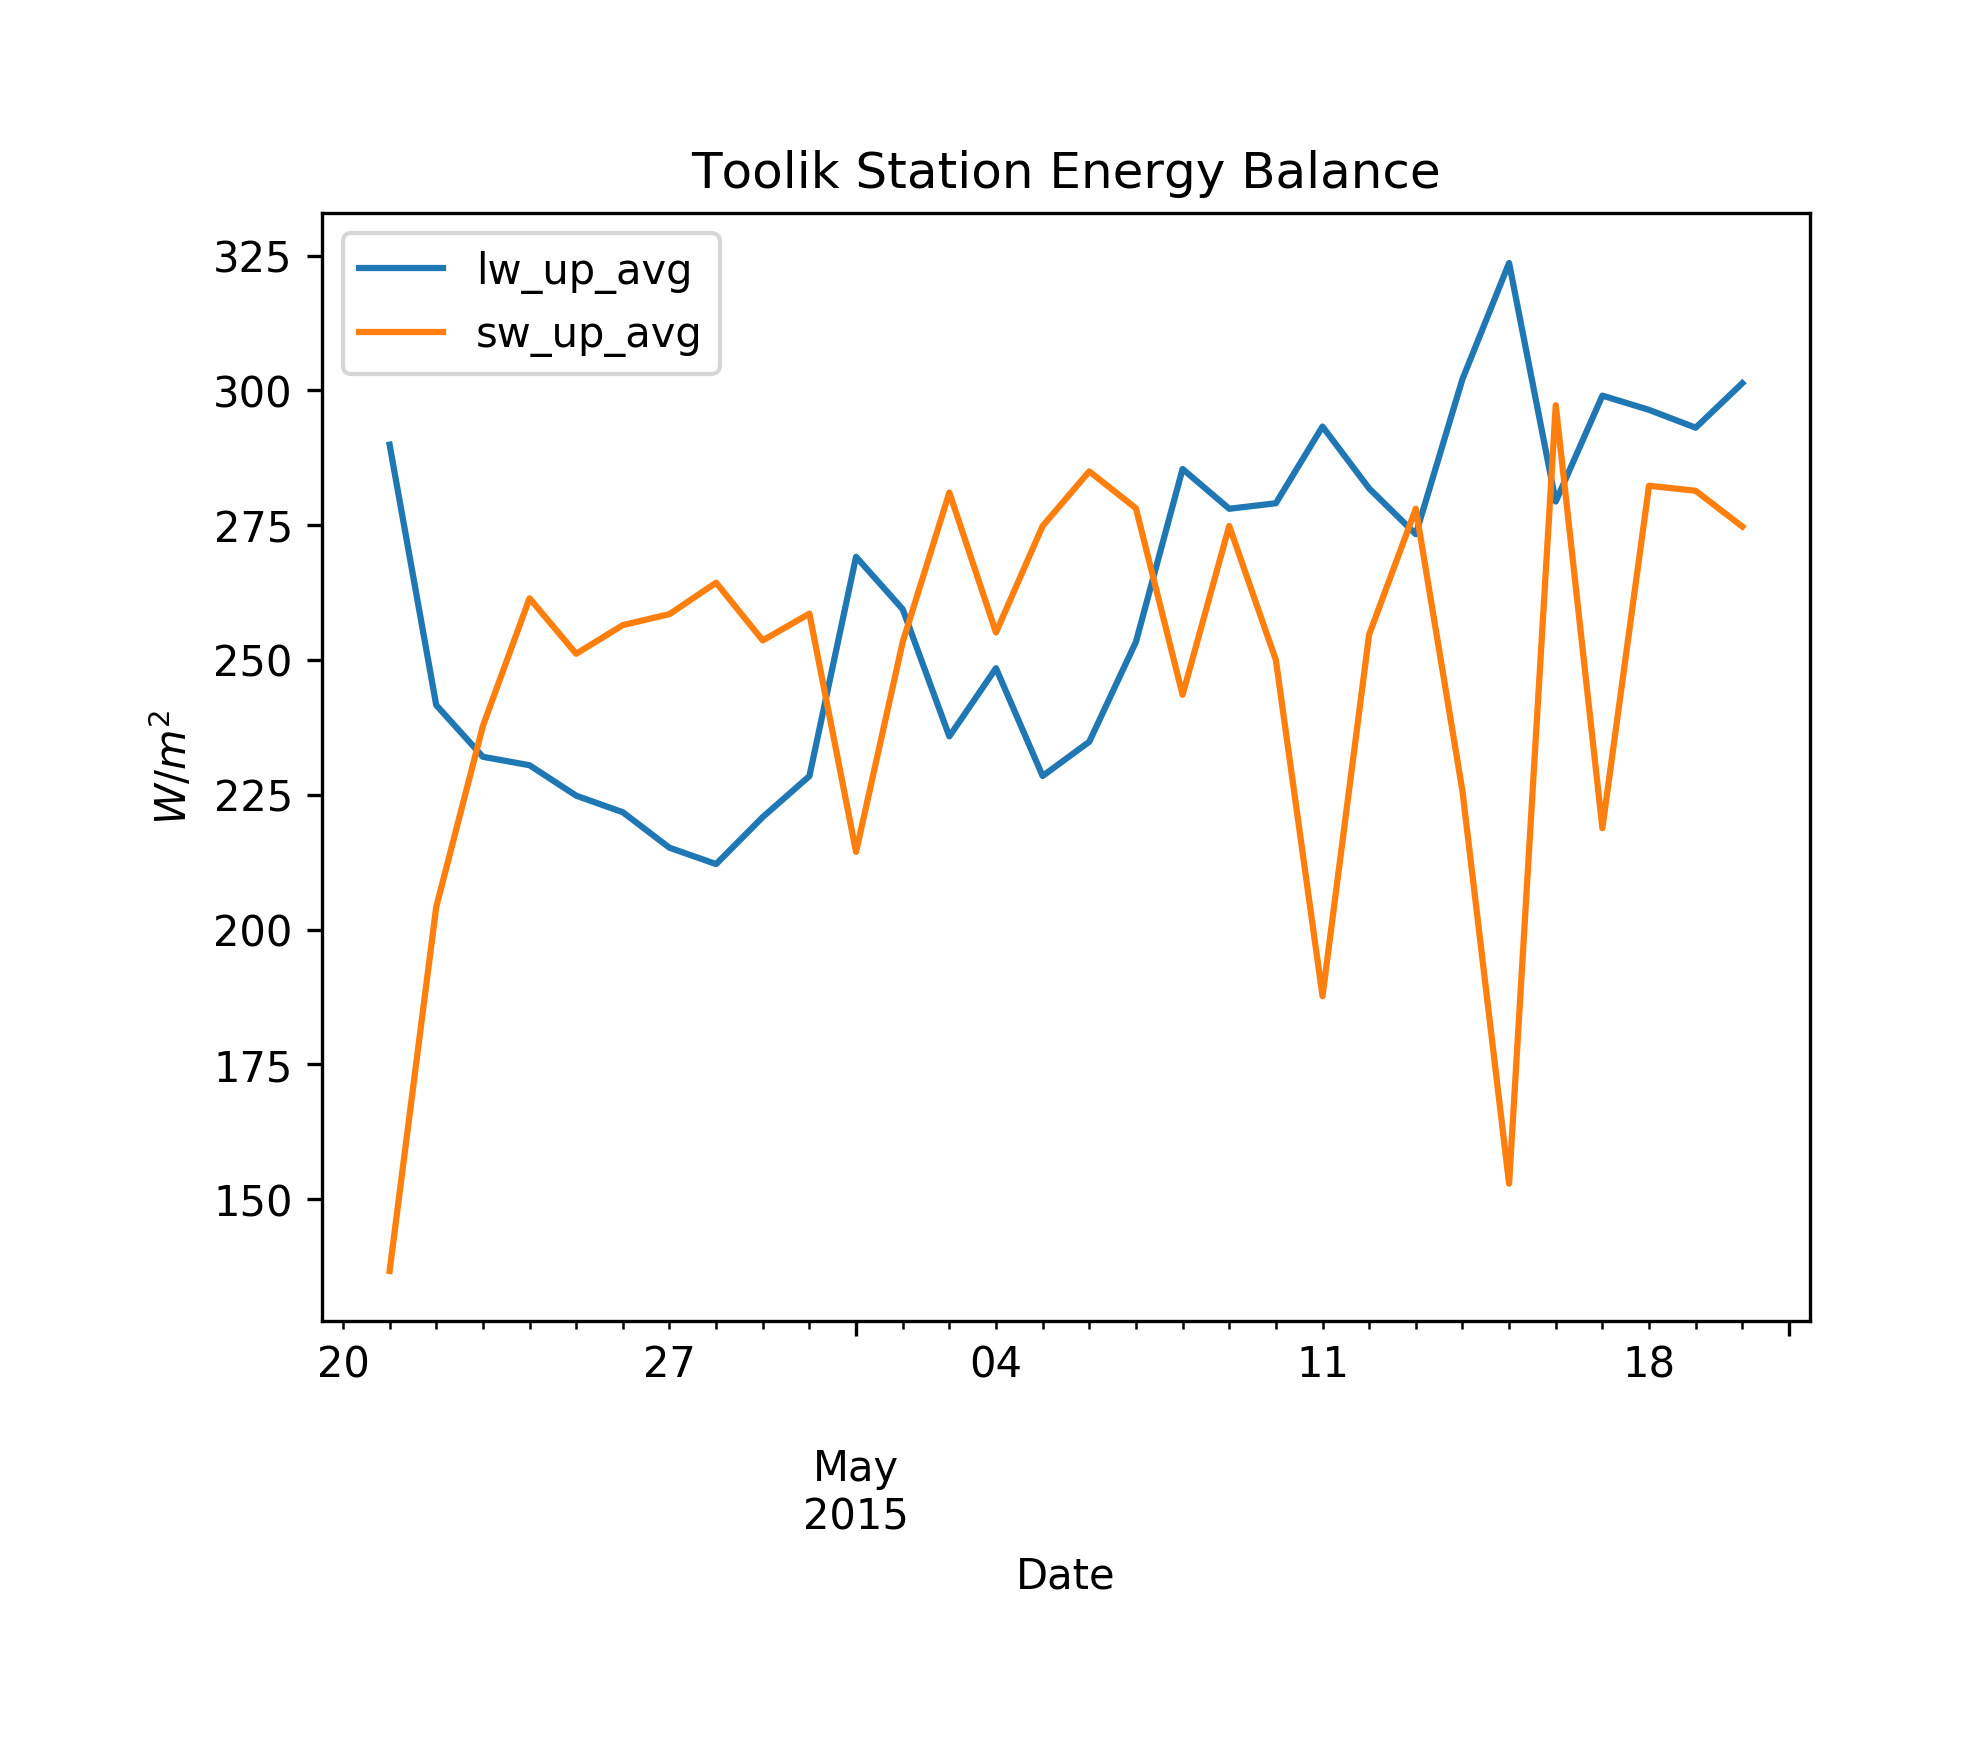 Toolik Station Energy Balance
lw_up_avg
sw_up_avg
325
300
275
250
225
200
175
150
W/m²
20 27 04 11 18
May
2015
Date